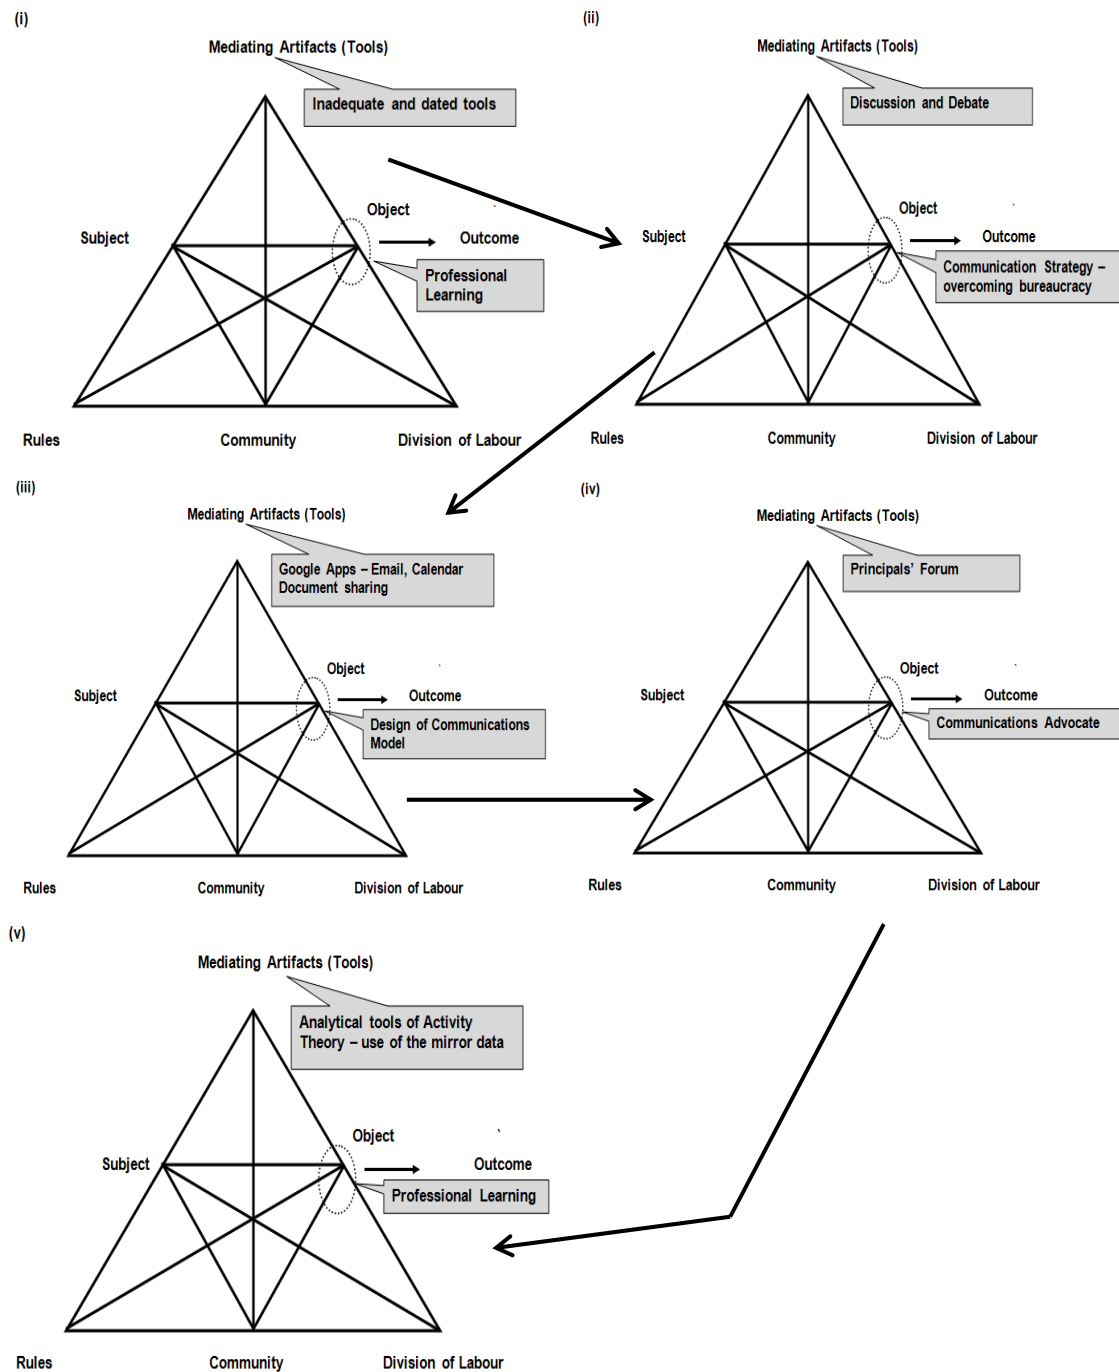 (i)
Mediating Artifacts (Tools)
Inadequate and dated tools
Object
Subject
Outcome
Professional
Learning
Rules
Community
Division of Labour
(ii)
Mediating Artifacts (Tools)
Discussion and Debate
Object
Subject
Outcome
Communication Strategy –
overcoming bureaucracy
Rules
Community
Division of Labour
(iii)
Mediating Artifacts (Tools)
Google Apps – Email, Calendar
Document sharing
Object
Subject
Outcome
Design of Communications
Model
Rules
Community
Division of Labour
(iv)
Mediating Artifacts (Tools)
Principals' Forum
Object
Subject
Outcome
Communications Advocate
Rules
Community
Division of Labour
(v)
Mediating Artifacts (Tools)
Analytical tools of Activity
Theory – use of the mirror data
Object
Subject
Outcome
Professional Learning
Rules
Community
Division of Labour